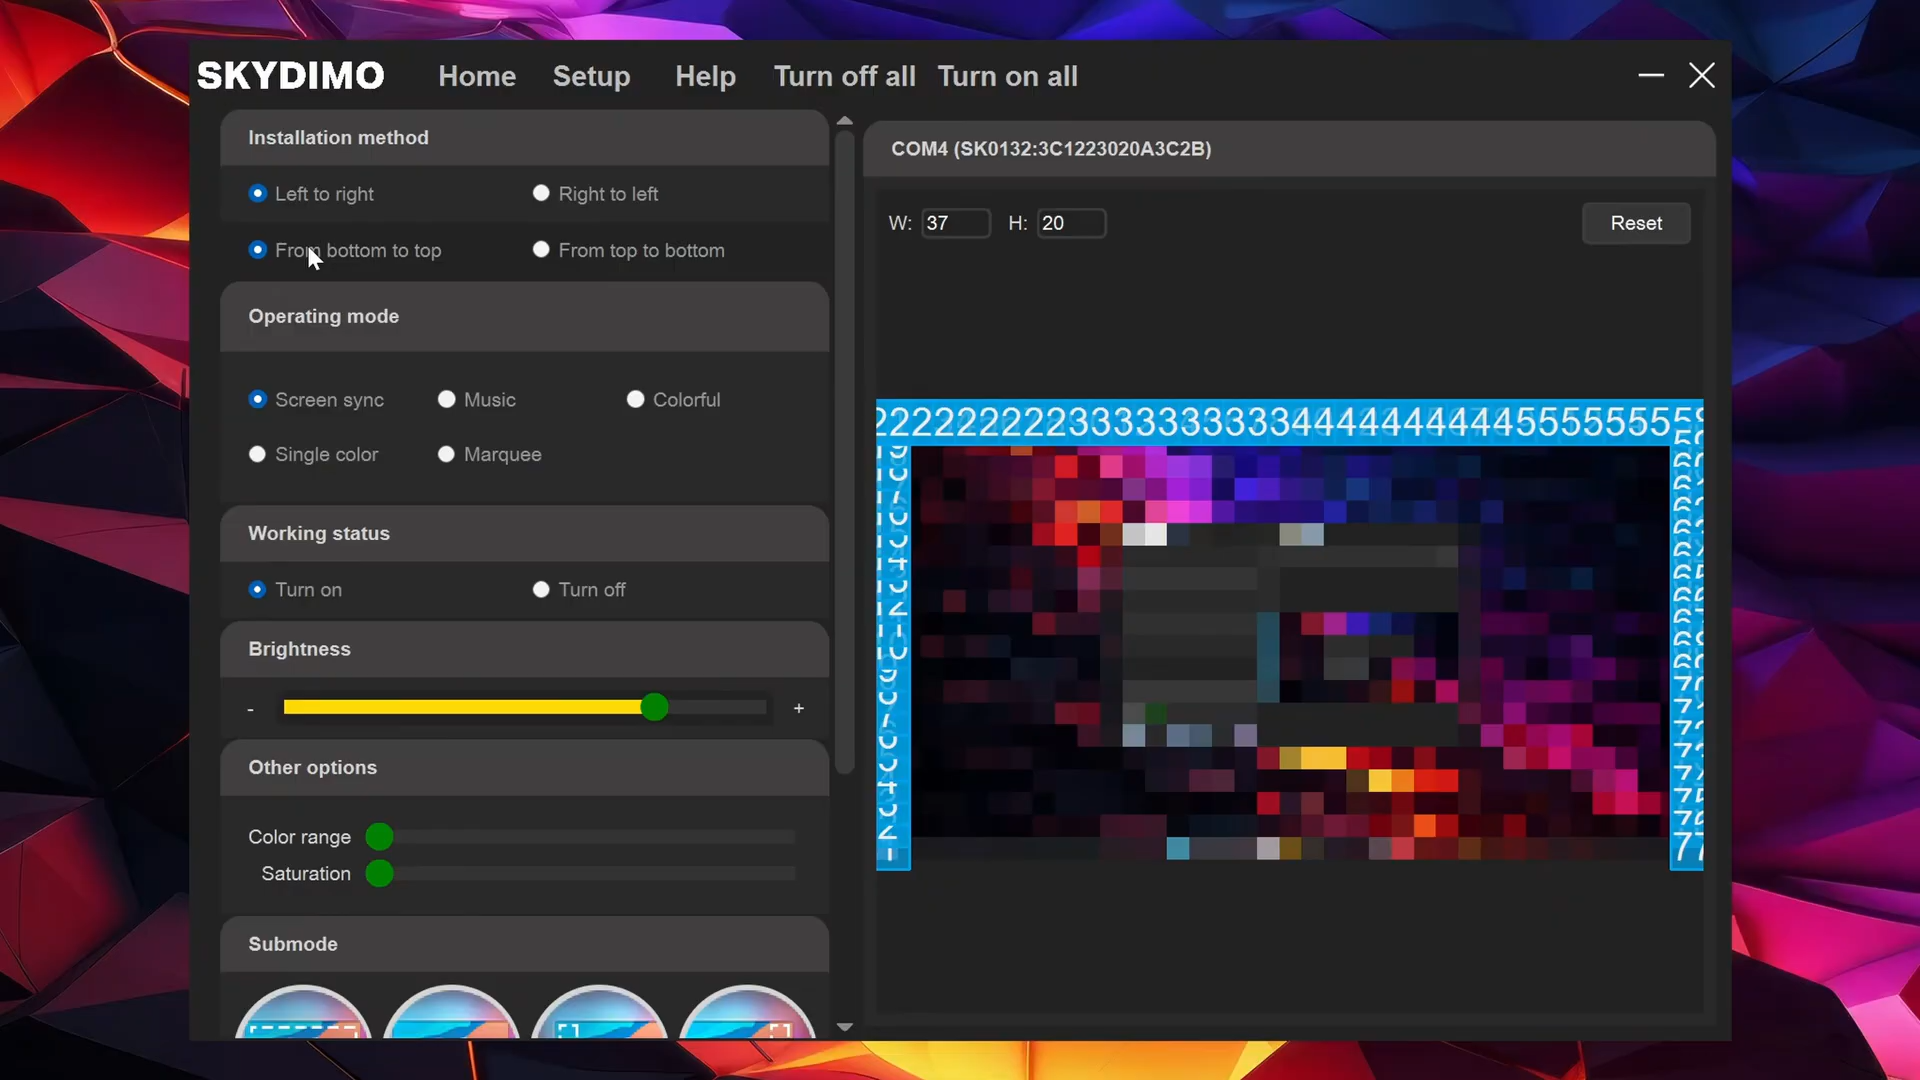 SKYDIMO Home Setup Help Turn off all Turn on all
Installation method
Left to right Right to left
From bottom to top From top to bottom
Operating mode
Screen sync Music Colorful
Single color Marquee
Working status
Turn on Turn off
Brightness
- +
Other options
Color range
Saturation
Submode
COM4 (SK0132:3C1223020A3C2B)
W: 37 H: 20 Reset